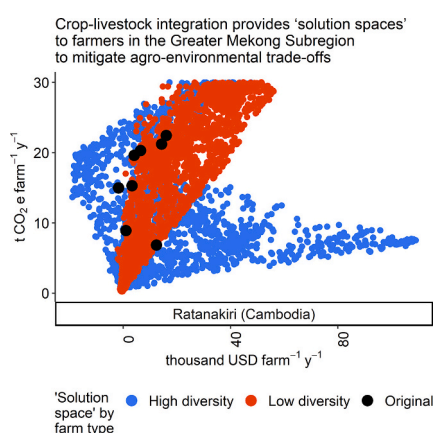 Crop-livestock integration provides ‘solution spaces’
to farmers in the Greater Mekong Subregion
to mitigate agro-environmental trade-offs
30
20
10
0
t CO₂ e farm⁻¹ y⁻¹
Ratanakiri (Cambodia)
0
40
80
thousand USD farm⁻¹ y⁻¹
'Solution
space' by
farm type
High diversity
Low diversity
Original